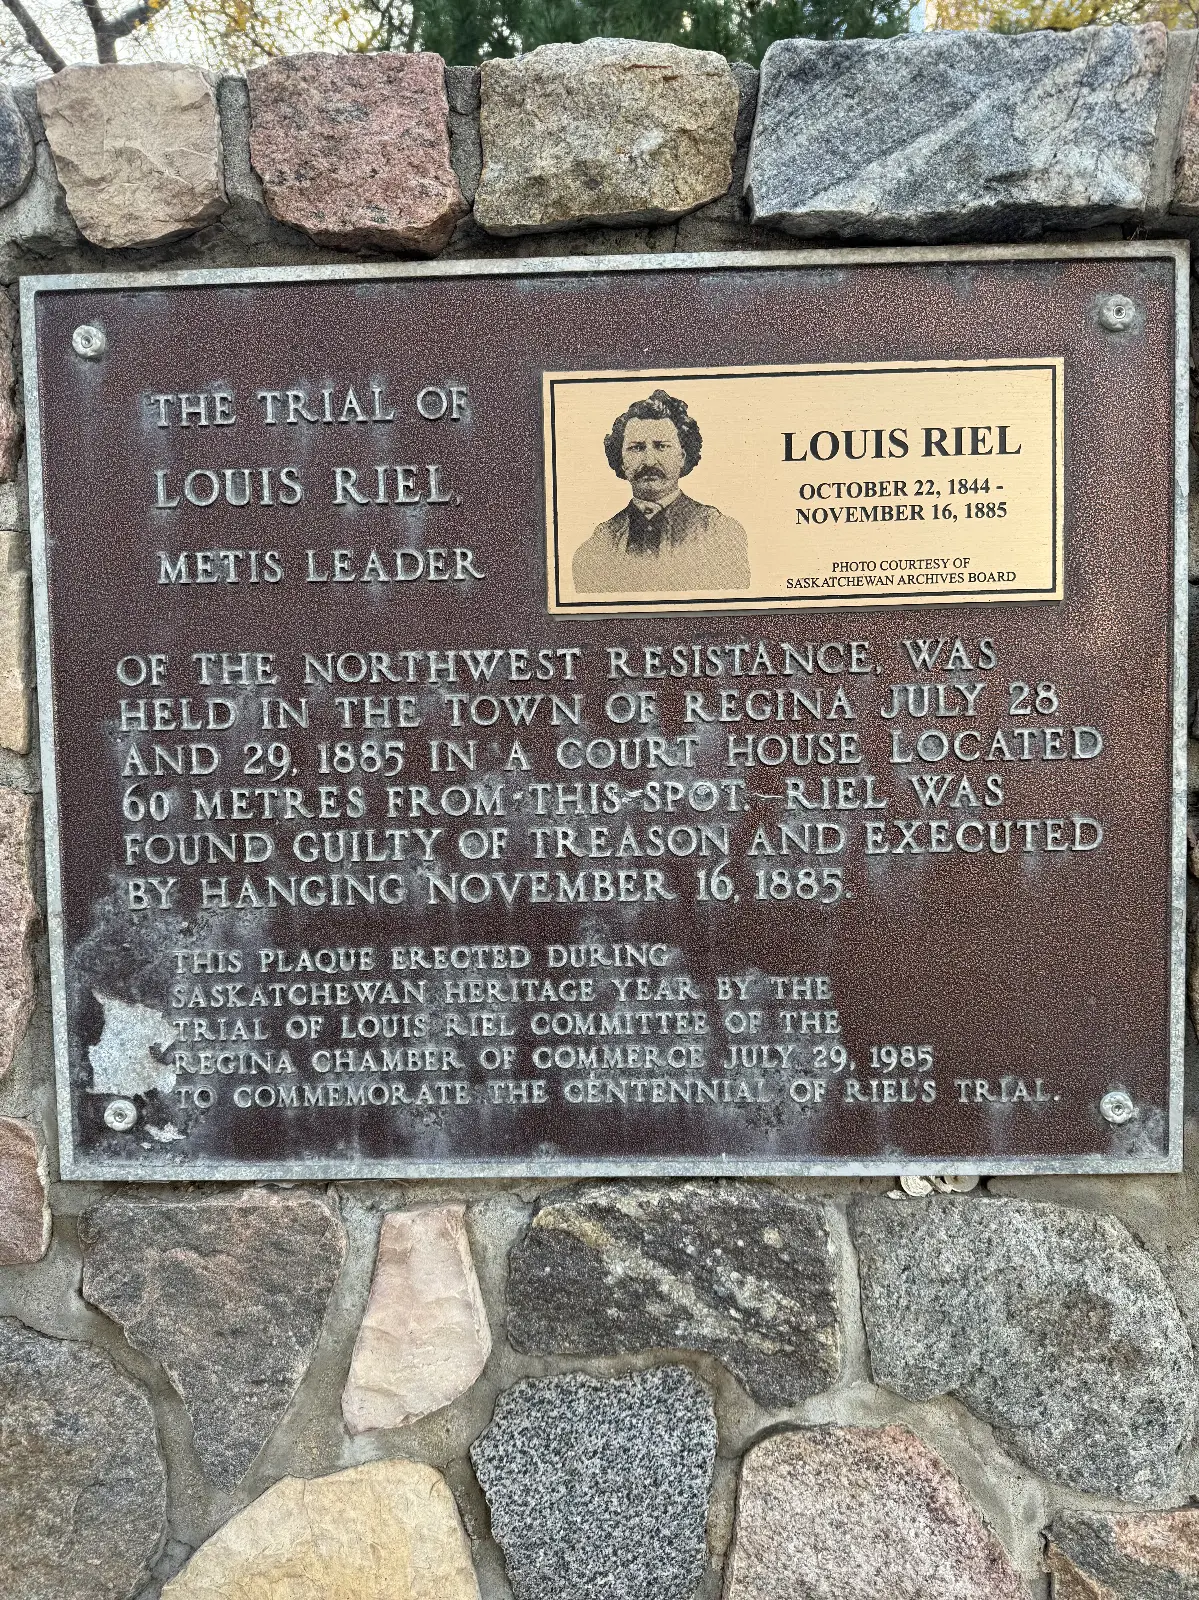 THE TRIAL OF
LOUIS RIEL,
METIS LEADER
LOUIS RIEL
OCTOBER 22, 1844 -
NOVEMBER 16, 1885
PHOTO COURTESY OF
SASKATCHEWAN ARCHIVES BOARD
OF THE NORTHWEST RESISTANCE, WAS
HELD IN THE TOWN OF REGINA JULY 28
AND 29, 1885 IN A COURT HOUSE LOCATED
60 METRES FROM THIS SPOT. RIEL WAS
FOUND GUILTY OF TREASON AND EXECUTED
BY HANGING NOVEMBER 16, 1885.
THIS PLAQUE ERECTED DURING
SASKATCHEWAN HERITAGE YEAR BY THE
TRIAL OF LOUIS RIEL COMMITTEE OF THE
REGINA CHAMBER OF COMMERCE JULY 29, 1985
TO COMMEMORATE THE CENTENNIAL OF RIEL'S TRIAL.